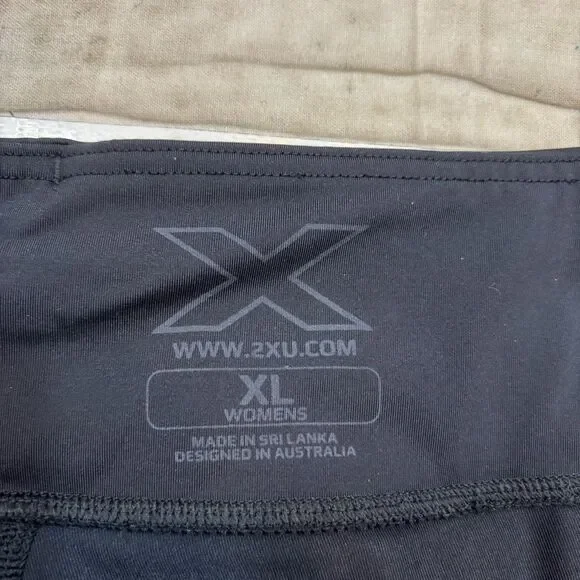 X
WWW.2XU.COM
XL
WOMENS
MADE IN SRI LANKA
DESIGNED IN AUSTRALIA